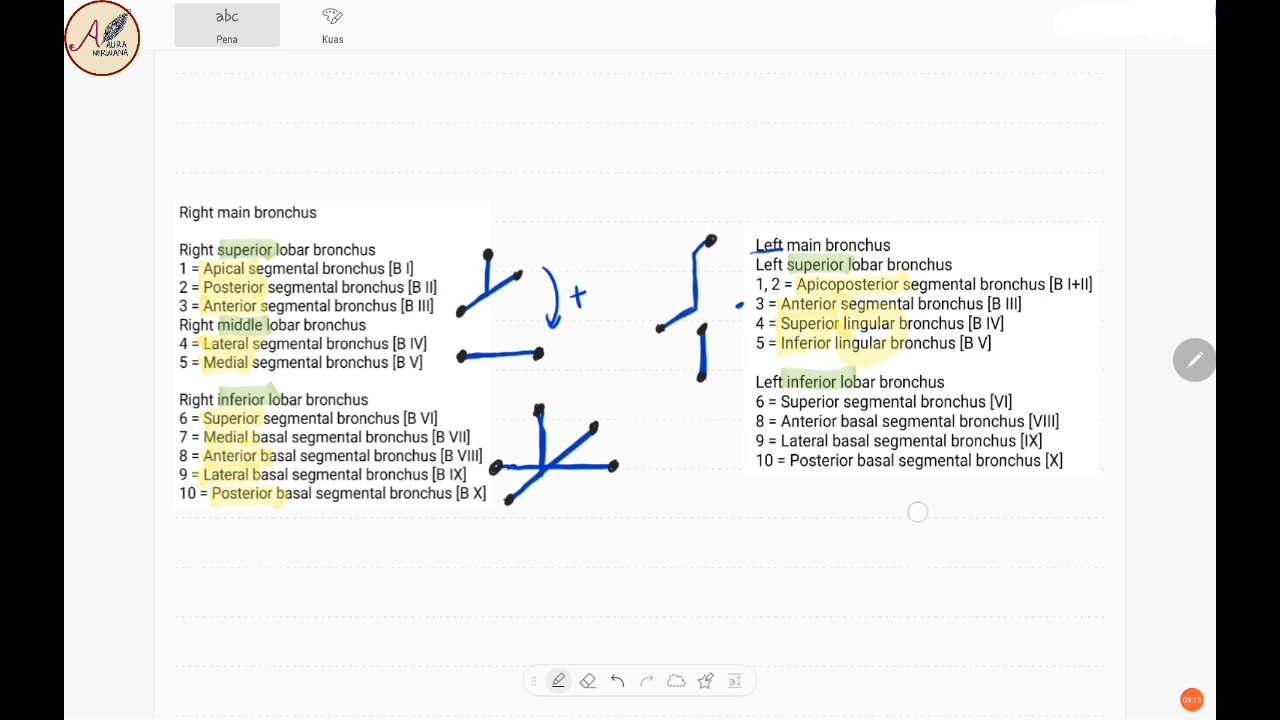 AURA
NIRWANA
abc
Pena
Kuas
Right main bronchus
Right superior lobar bronchus
1 = Apical segmental bronchus [B I]
2 = Posterior segmental bronchus [B II]
3 = Anterior segmental bronchus [B III]
Right middle lobar bronchus
4 = Lateral segmental bronchus [B IV]
5 = Medial segmental bronchus [B V]
Right inferior lobar bronchus
6 = Superior segmental bronchus [B VI]
7 = Medial basal segmental bronchus [B VII]
8 = Anterior basal segmental bronchus [B VIII]
9 = Lateral basal segmental bronchus [B IX]
10 = Posterior basal segmental bronchus [B X]
+
Left main bronchus
Left superior lobar bronchus
1, 2 = Apicoposterior segmental bronchus [B I+II]
3 = Anterior segmental bronchus [B III]
4 = Superior lingular bronchus [B IV]
5 = Inferior lingular bronchus [B V]
Left inferior lobar bronchus
6 = Superior segmental bronchus [VI]
8 = Anterior basal segmental bronchus [VIII]
9 = Lateral basal segmental bronchus [IX]
10 = Posterior basal segmental bronchus [X]
09:15